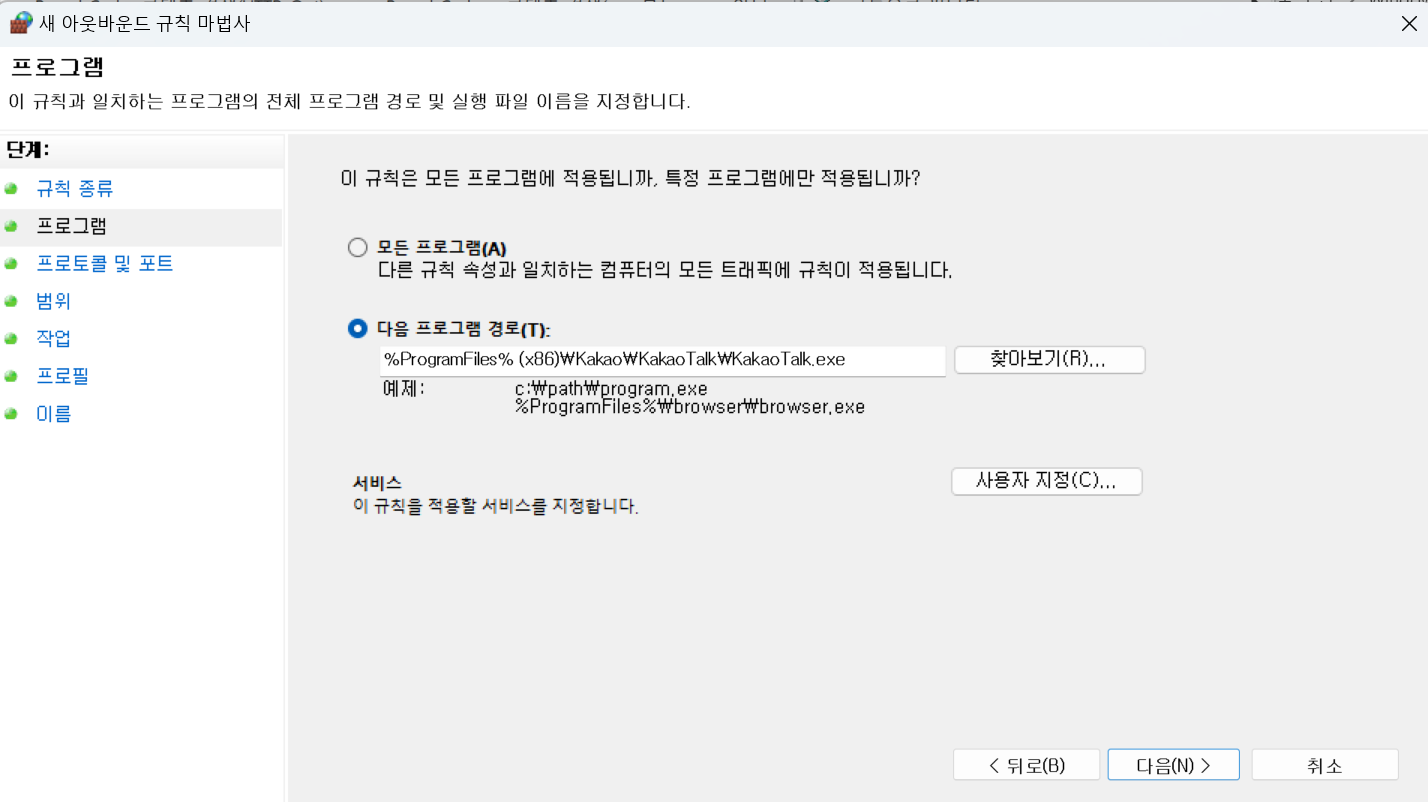 새 아웃바운드 규칙 마법사
프로그램
이 규칙과 일치하는 프로그램의 전체 프로그램 경로 및 실행 파일 이름을 지정합니다.
단계:
규칙 종류
프로그램
프로토콜 및 포트
범위
작업
프로필
이름
이 규칙은 모든 프로그램에 적용됩니까, 특정 프로그램에만 적용됩니까?
모든 프로그램(A)
다른 규칙 속성과 일치하는 컴퓨터의 모든 트래픽에 규칙이 적용됩니다.
다음 프로그램 경로(T):
%ProgramFiles% (x86)₩Kakao₩KakaoTalk₩KakaoTalk.exe
찾아보기(R)...
예제: c:₩path₩program.exe
%ProgramFiles%₩browser₩browser.exe
서비스
이 규칙을 적용할 서비스를 지정합니다.
사용자 지정(C)...
< 뒤로(B)
다음(N) >
취소